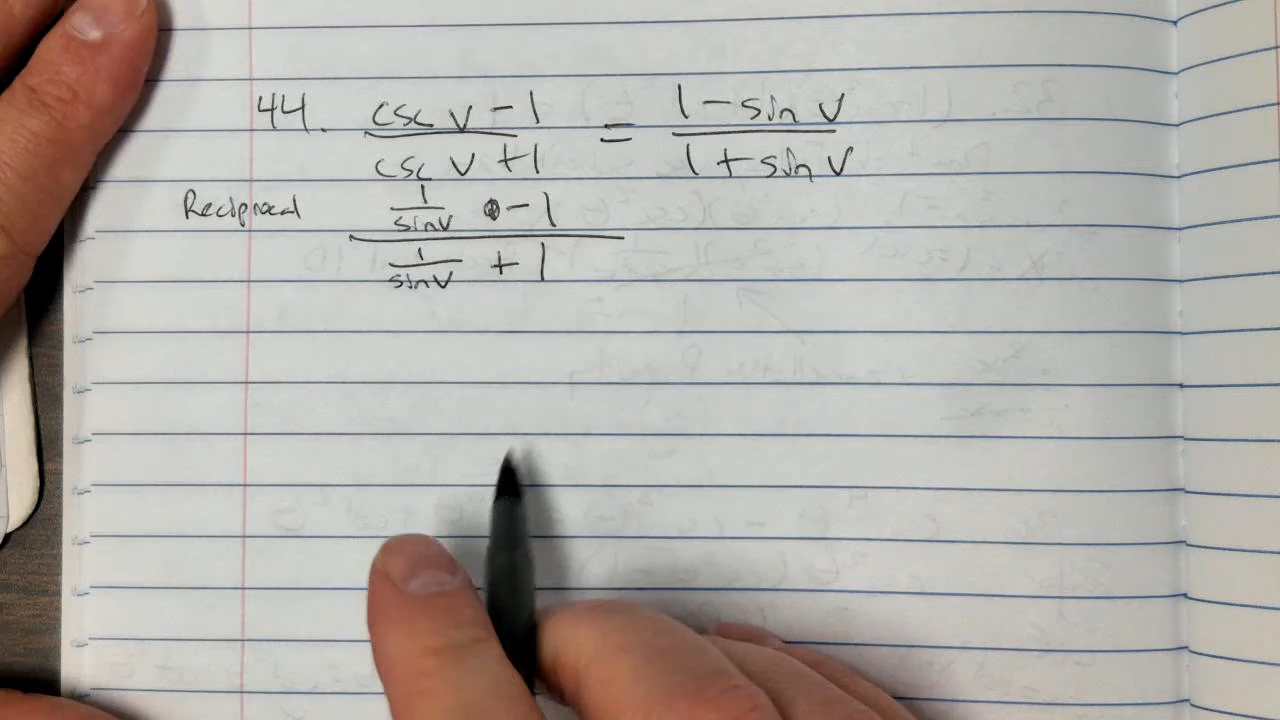 44. csc v - 1 / csc v + 1 = 1 - sin v / 1 + sin v
Reciprocal 1/sin v - 1
1/sin v + 1